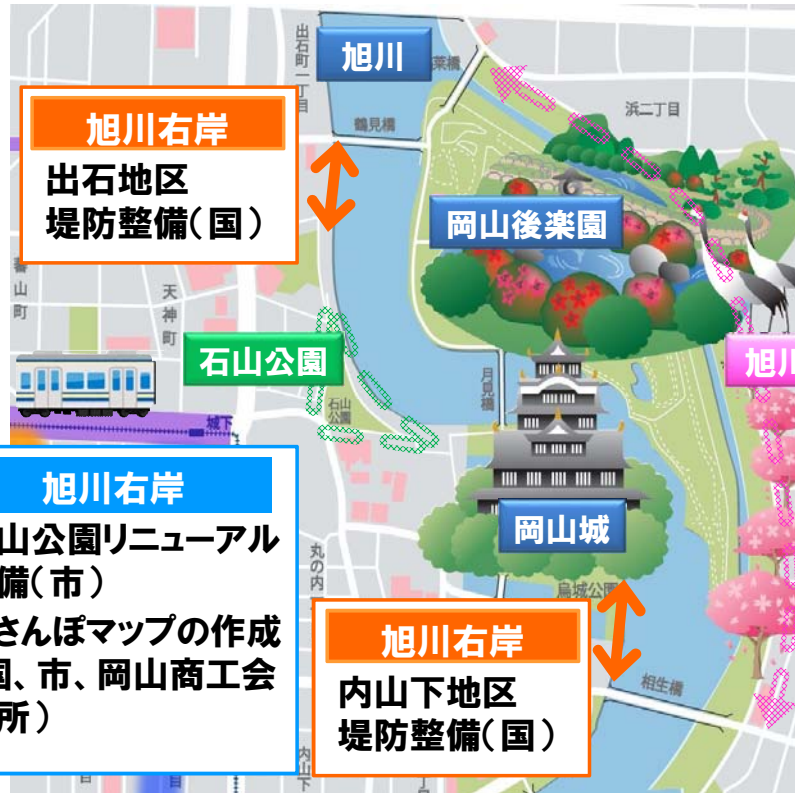 旭川
出石町一丁目
鶴見橋
浜二丁目
旭川右岸
出石地区
堤防整備(国)
岡山後楽園
天神町
石山公園
石山公園
月見橋
旭川
城下
旭川右岸
山公園リニューアル
備(市)
さんぽマップの作成
国、市、岡山商工会
所)
丸の内
岡山城
烏城公園
旭川右岸
内山下地区
堤防整備(国)
相生橋
内山下